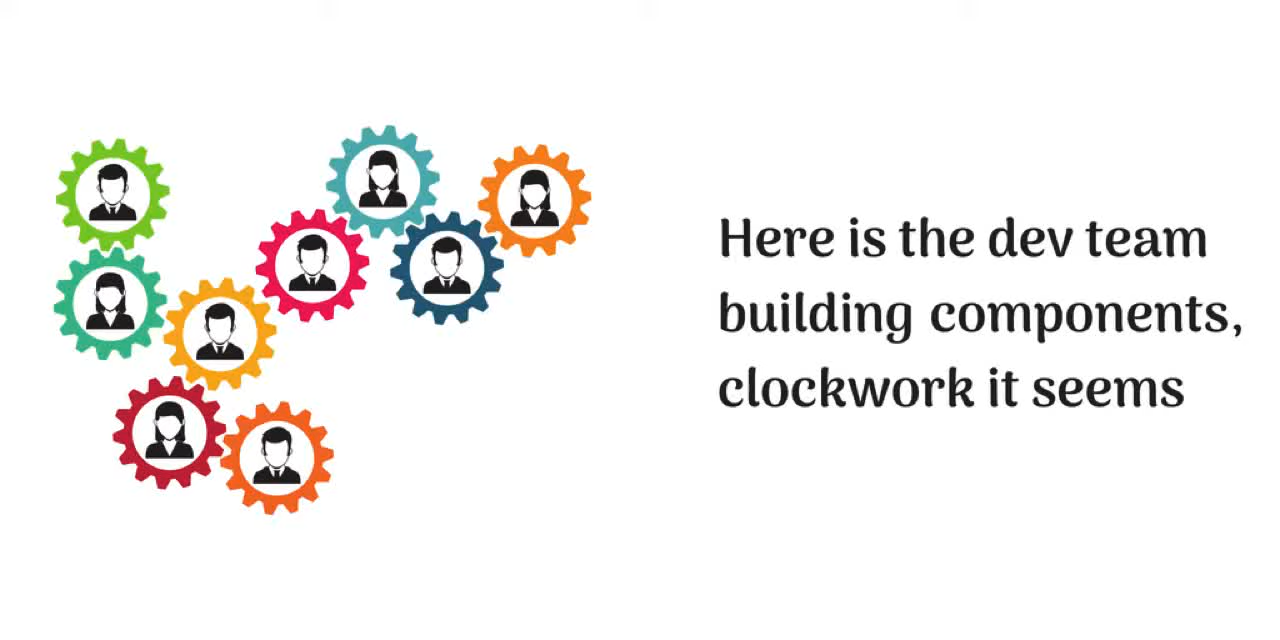 Here is the dev team
building components,
clockwork it seems